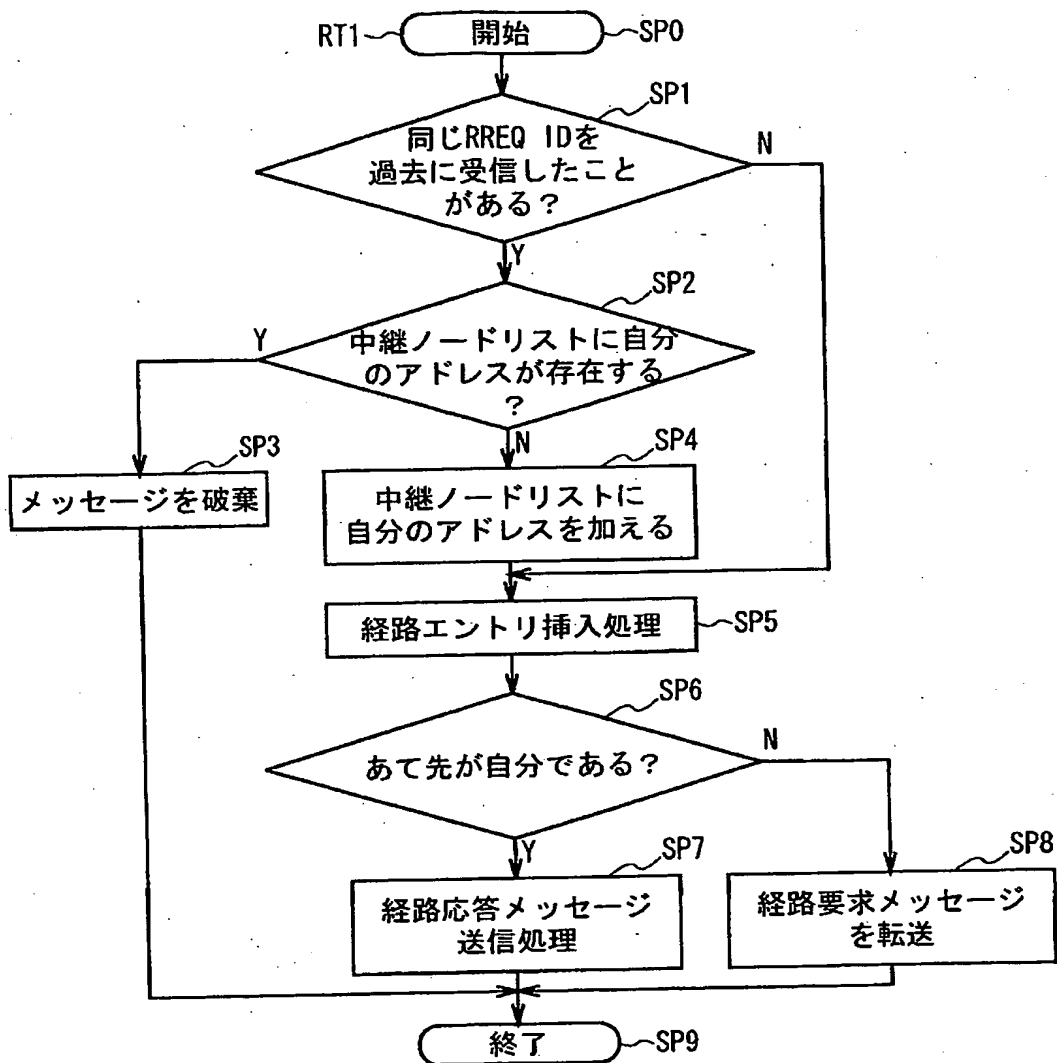 RT1
開始
SP0
SP1
同じRREQ IDを
過去に受信したこと
がある？
N
Y
SP2
Y
中継ノードリストに自分
のアドレスが存在する
？
N
SP3
メッセージを破棄
SP4
中継ノードリストに
自分のアドレスを加える
経路エントリ挿入処理
SP5
SP6
あて先が自分である？
N
Y
SP7
経路応答メッセージ
送信処理
SP8
経路要求メッセージ
を転送
終了
SP9